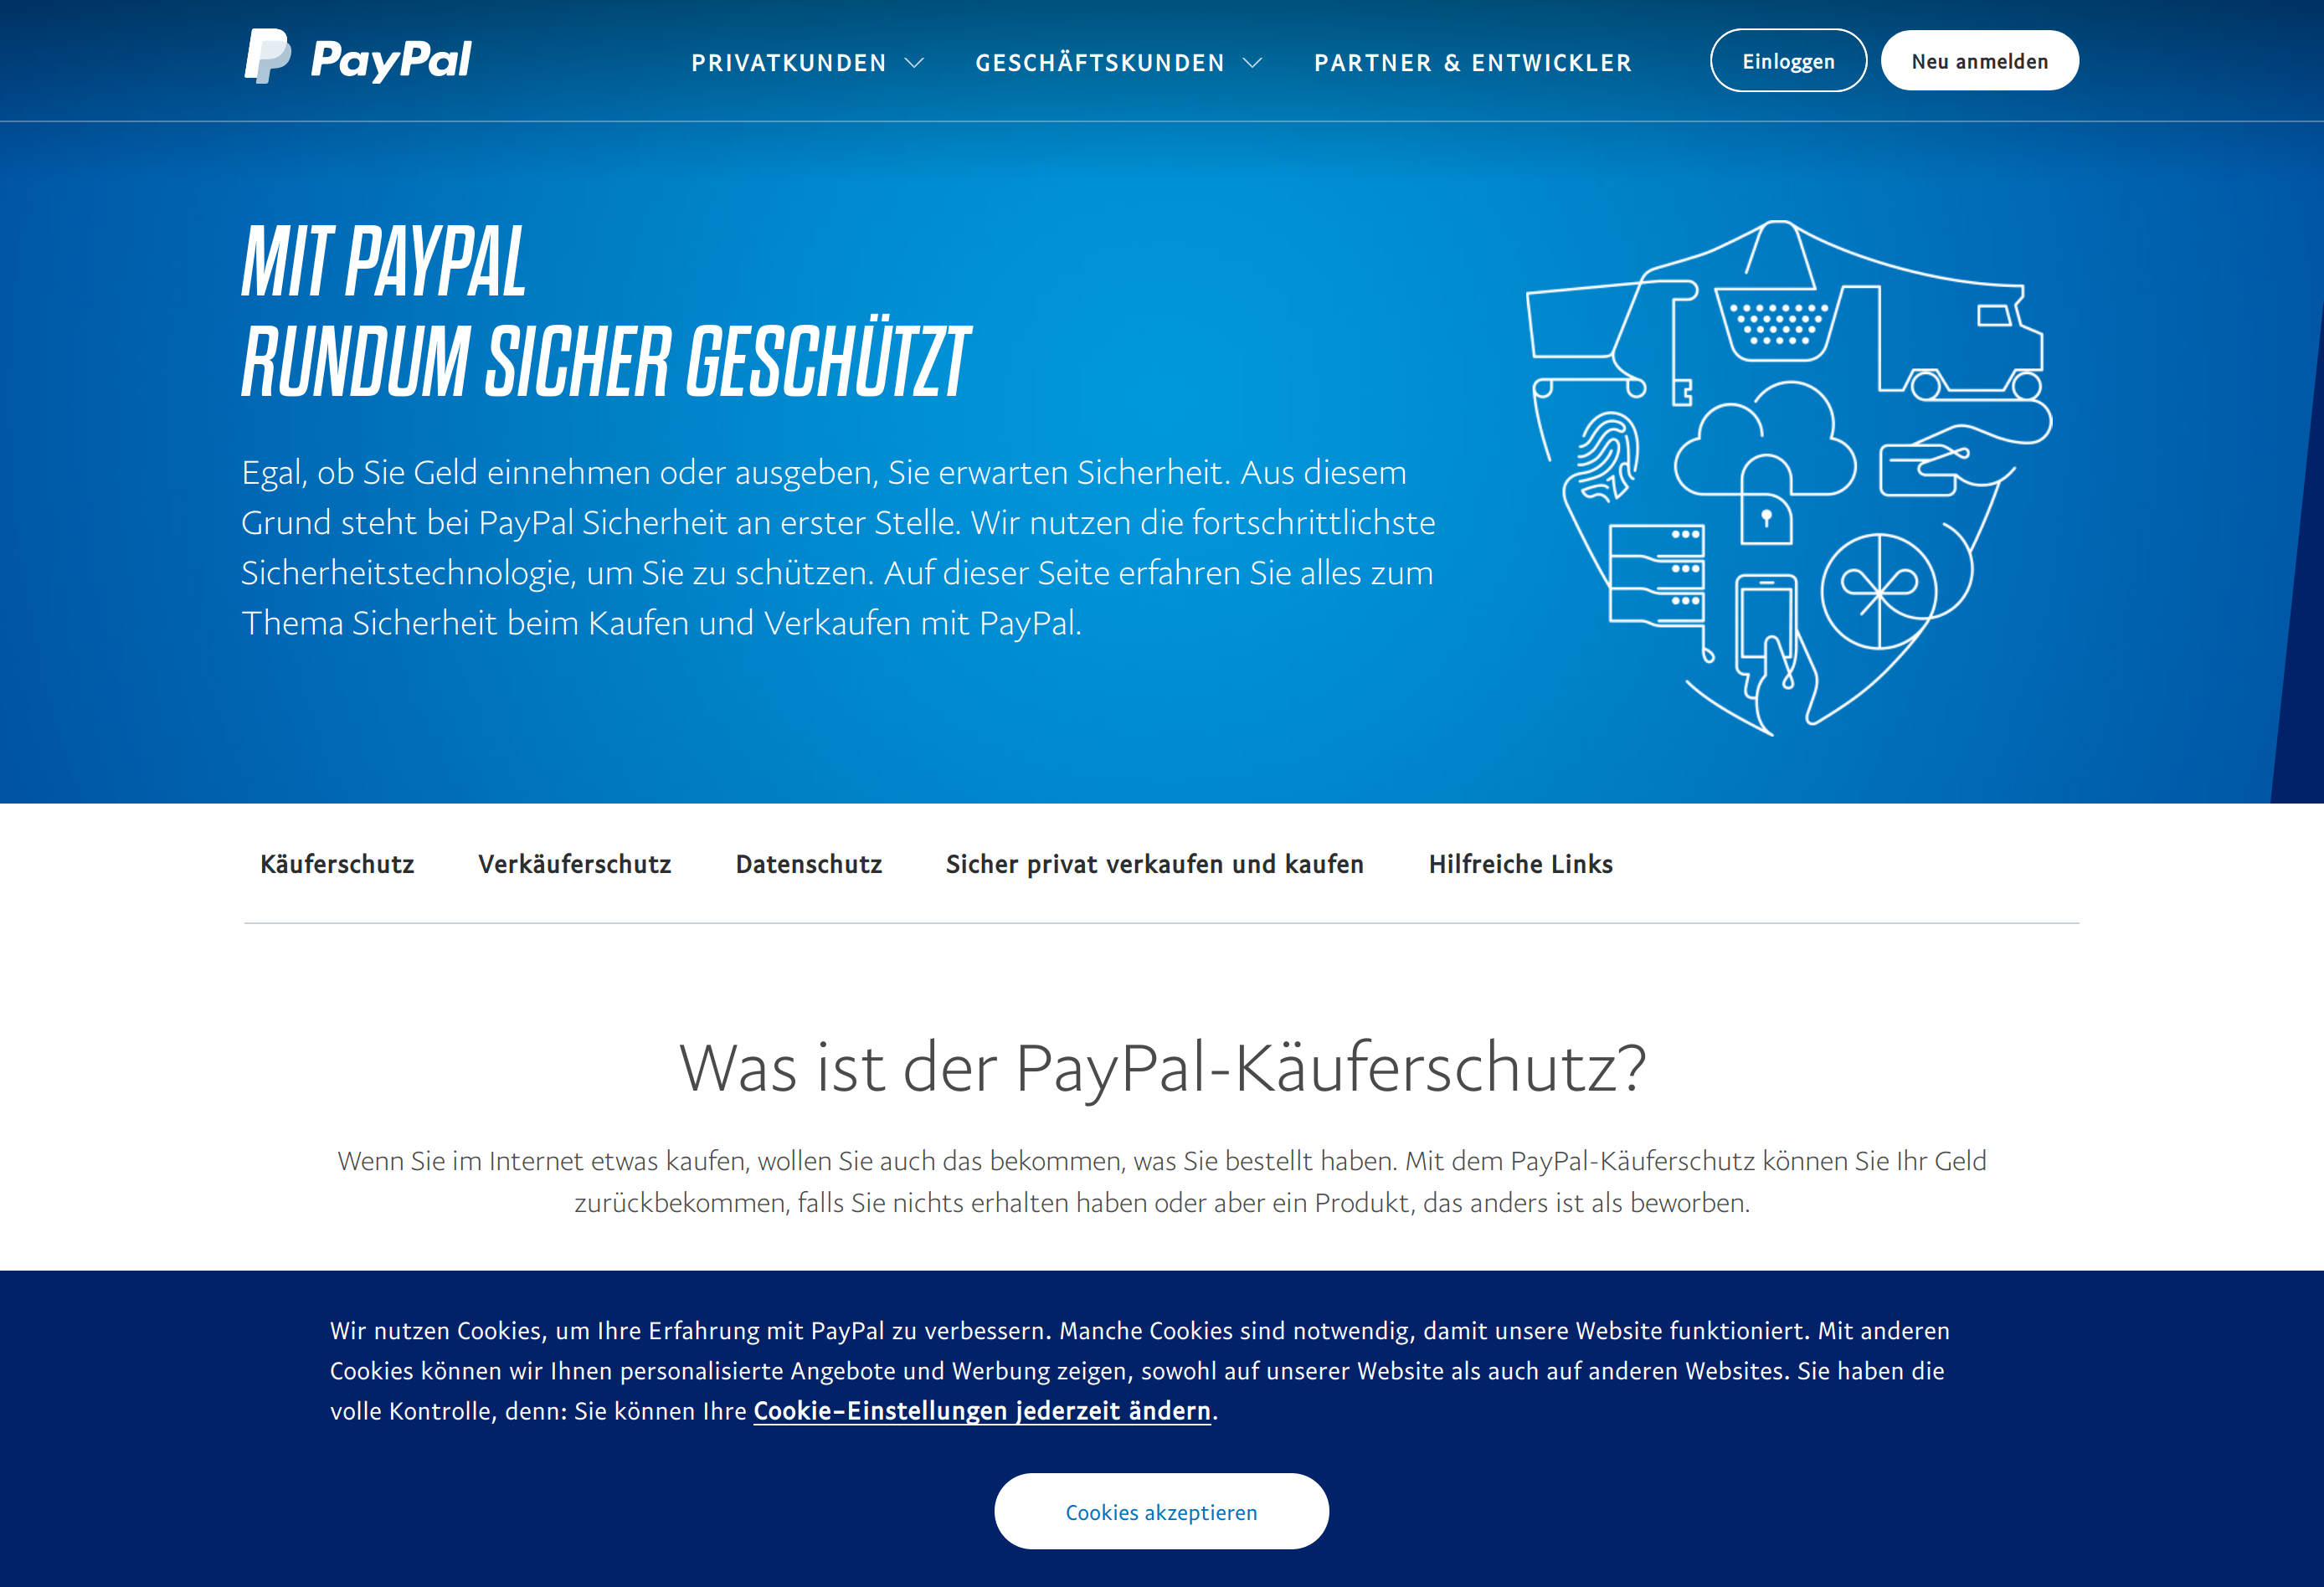 PayPal
PRIVATKUNDEN
GESCHÄFTSKUNDEN
PARTNER & ENTWICKLER
Einloggen
Neu anmelden
MIT PAYPAL
RUNDUM SICHER GESCHÜTZT
Egal, ob Sie Geld einnehmen oder ausgeben, Sie erwarten Sicherheit. Aus diesem
Grund steht bei PayPal Sicherheit an erster Stelle. Wir nutzen die fortschrittlichste
Sicherheitstechnologie, um Sie zu schützen. Auf dieser Seite erfahren Sie alles zum
Thema Sicherheit beim Kaufen und Verkaufen mit PayPal.
Käuferschutz
Verkäuferschutz
Datenschutz
Sicher privat verkaufen und kaufen
Hilfreiche Links
Was ist der PayPal-Käuferschutz?
Wenn Sie im Internet etwas kaufen, wollen Sie auch das bekommen, was Sie bestellt haben. Mit dem PayPal-Käuferschutz können Sie Ihr Geld
zurückbekommen, falls Sie nichts erhalten haben oder aber ein Produkt, das anders ist als beworben.
Wir nutzen Cookies, um Ihre Erfahrung mit PayPal zu verbessern. Manche Cookies sind notwendig, damit unsere Website funktioniert. Mit anderen
Cookies können wir Ihnen personalisierte Angebote und Werbung zeigen, sowohl auf unserer Website als auch auf anderen Websites. Sie haben die
volle Kontrolle, denn: Sie können Ihre Cookie-Einstellungen jederzeit ändern.
Cookies akzeptieren